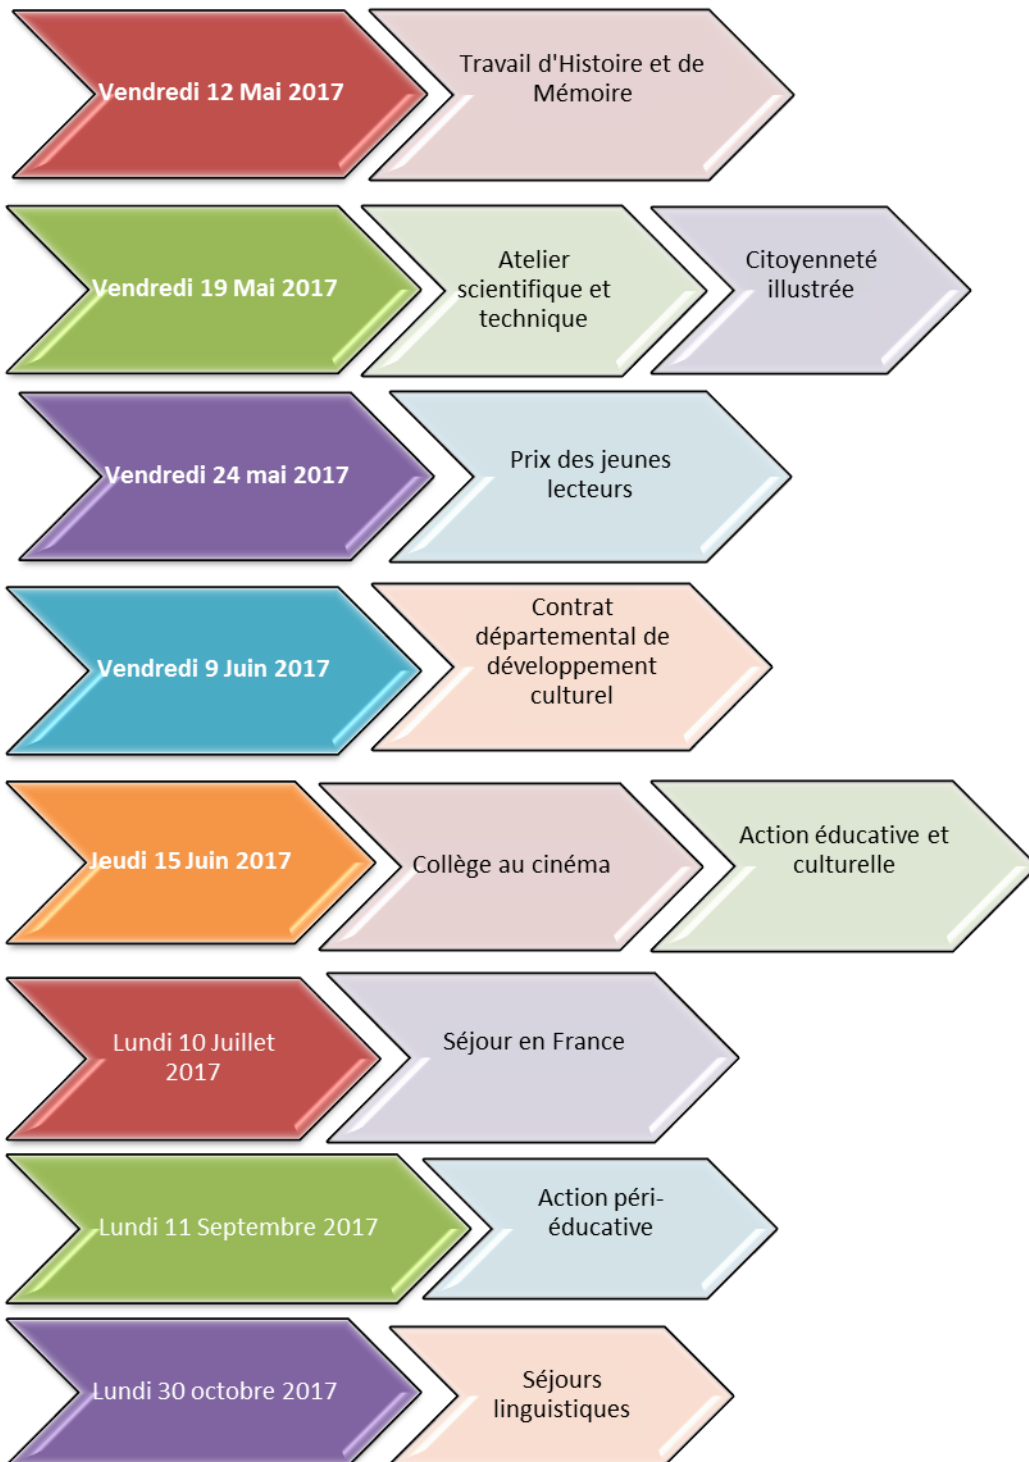 Vendredi 12 Mai 2017
Travail d'Histoire et de
Mémoire
Vendredi 19 Mai 2017
Atelier
scientifique et
technique
Citoyenneté
illustrée
Vendredi 24 mai 2017
Prix des jeunes
lecteurs
Vendredi 9 Juin 2017
Contrat
départemental de
développement
culturel
Jeudi 15 Juin 2017
Collège au cinéma
Action éducative et
culturelle
Lundi 10 Juillet
2017
Séjour en France
Lundi 11 Septembre 2017
Action péri-
éducative
Lundi 30 octobre 2017
Séjours
linguistiques